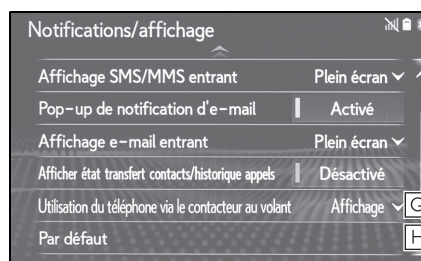 Notifications/affichage
Affichage SMS/MMS entrant Plein écran
Pop-up de notification d'e-mail Activé
Affichage e-mail entrant Plein écran
Afficher état transfert contacts/historique appels Désactivé
Utilisation du téléphone via le contacteur au volant Affichage G
Par défaut H